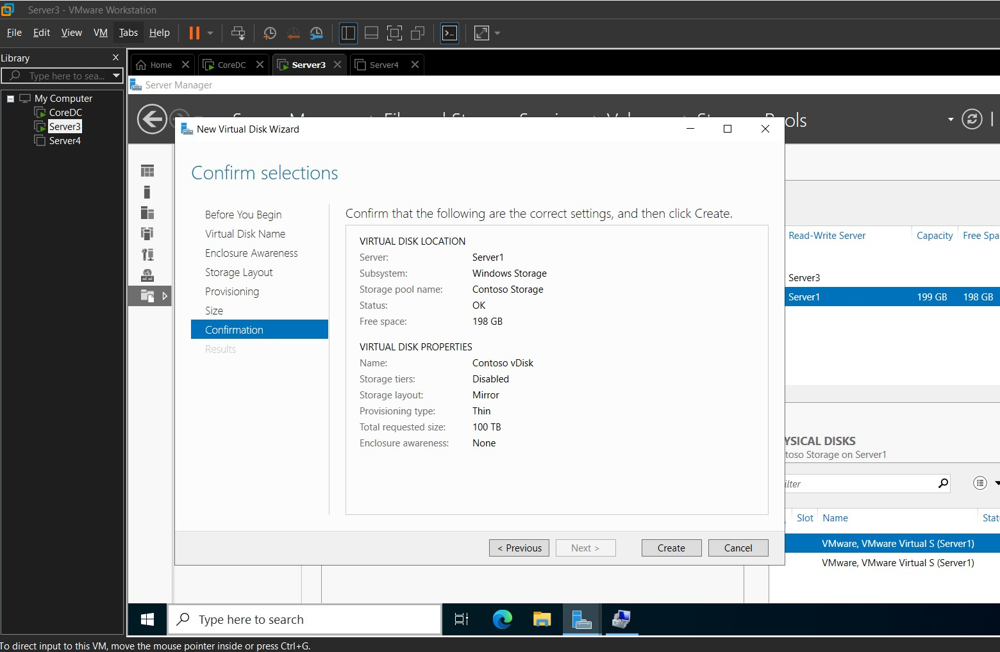 Server3 - VMware Workstation
File Edit View VM Tabs Help
Library
Type here to sea...
My Computer
CoreDC
Server3
Server4
Home CoreDC Server3 Server4
Server Manager
New Virtual Disk Wizard
Confirm selections
Before You Begin
Virtual Disk Name
Enclosure Awareness
Storage Layout
Provisioning
Size
Confirmation
Results
Confirm that the following are the correct settings, and then click Create.
VIRTUAL DISK LOCATION
Server: Server1
Subsystem: Windows Storage
Storage pool name: Contoso Storage
Status: OK
Free space: 198 GB
VIRTUAL DISK PROPERTIES
Name: Contoso vDisk
Storage tiers: Disabled
Storage layout: Mirror
Provisioning type: Thin
Total requested size: 100 TB
Enclosure awareness: None
< Previous Next > Create Cancel
ols
Read-Write Server Capacity Free Spa
Server3
Server1 199 GB 198 GB
YSICAL DISKS
toso Storage on Server1
ilter
Slot Name Stat
VMware, VMware Virtual S (Server1)
VMware, VMware Virtual S (Server1)
Type here to search
To direct input to this VM, move the mouse pointer inside or press Ctrl+G.